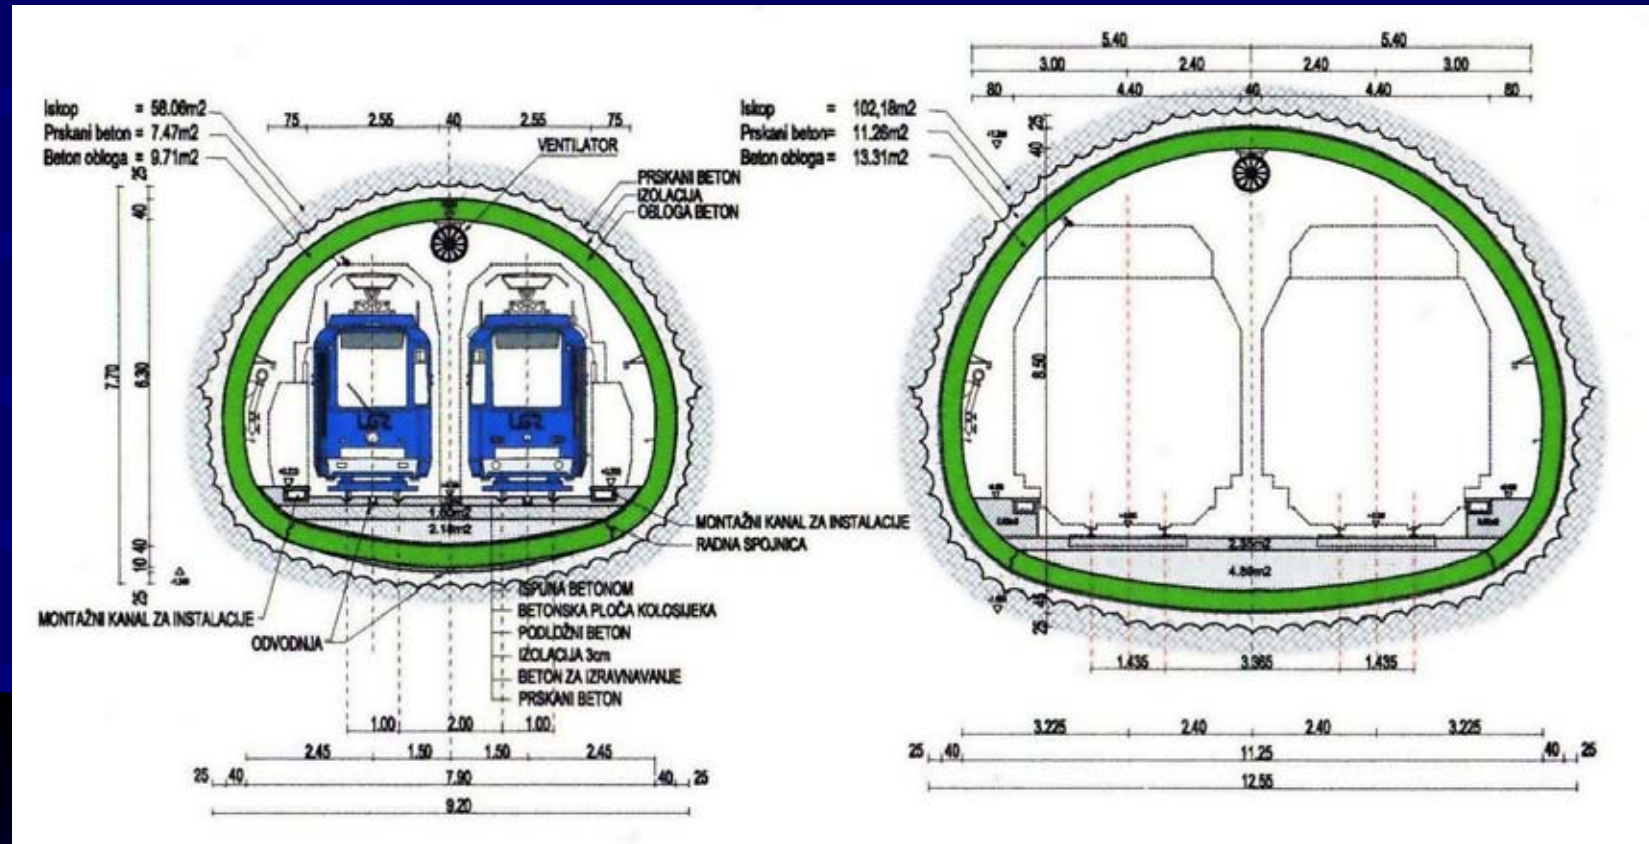 Iskop = 58.06m2
Prskani beton = 7.47m2
Beton obloga = 9.71m2
75 2.55 40 2.55 75
VENTILATOR
PRSKANI BETON
IZOLACIJA
OBLOGA BETON
25
40
7.70
6.30
40
10
25
1.60m2
2.18m2
MONTAŽNI KANAL ZA INSTALACIJE
RADNA SPOJNICA
MONTAŽNI KANAL ZA INSTALACIJE
ODVODNJA
ISPUNA BETONOM
BETONSKA PLOČA KOLOSIJEKA
PODLOŽNI BETON
IZOLACIJA 3cm
BETON ZA IZRAVNAVANJE
PRSKANI BETON
1.00 2.00 1.00
2.45 1.50 1.50 2.45
25 40 7.90 40 25
9.20
5.40 5.40
3.00 2.40 2.40 3.00
80 4.40 40 4.40 80
Iskop = 102,18m2
Prskani beton= 11.26m2
Beton obloga = 13.31m2
25
40
8.50
45
25
4.89m2
1.435 3.365 1.435
3.225 2.40 2.40 3.225
25 40 11.25 40 25
12.55